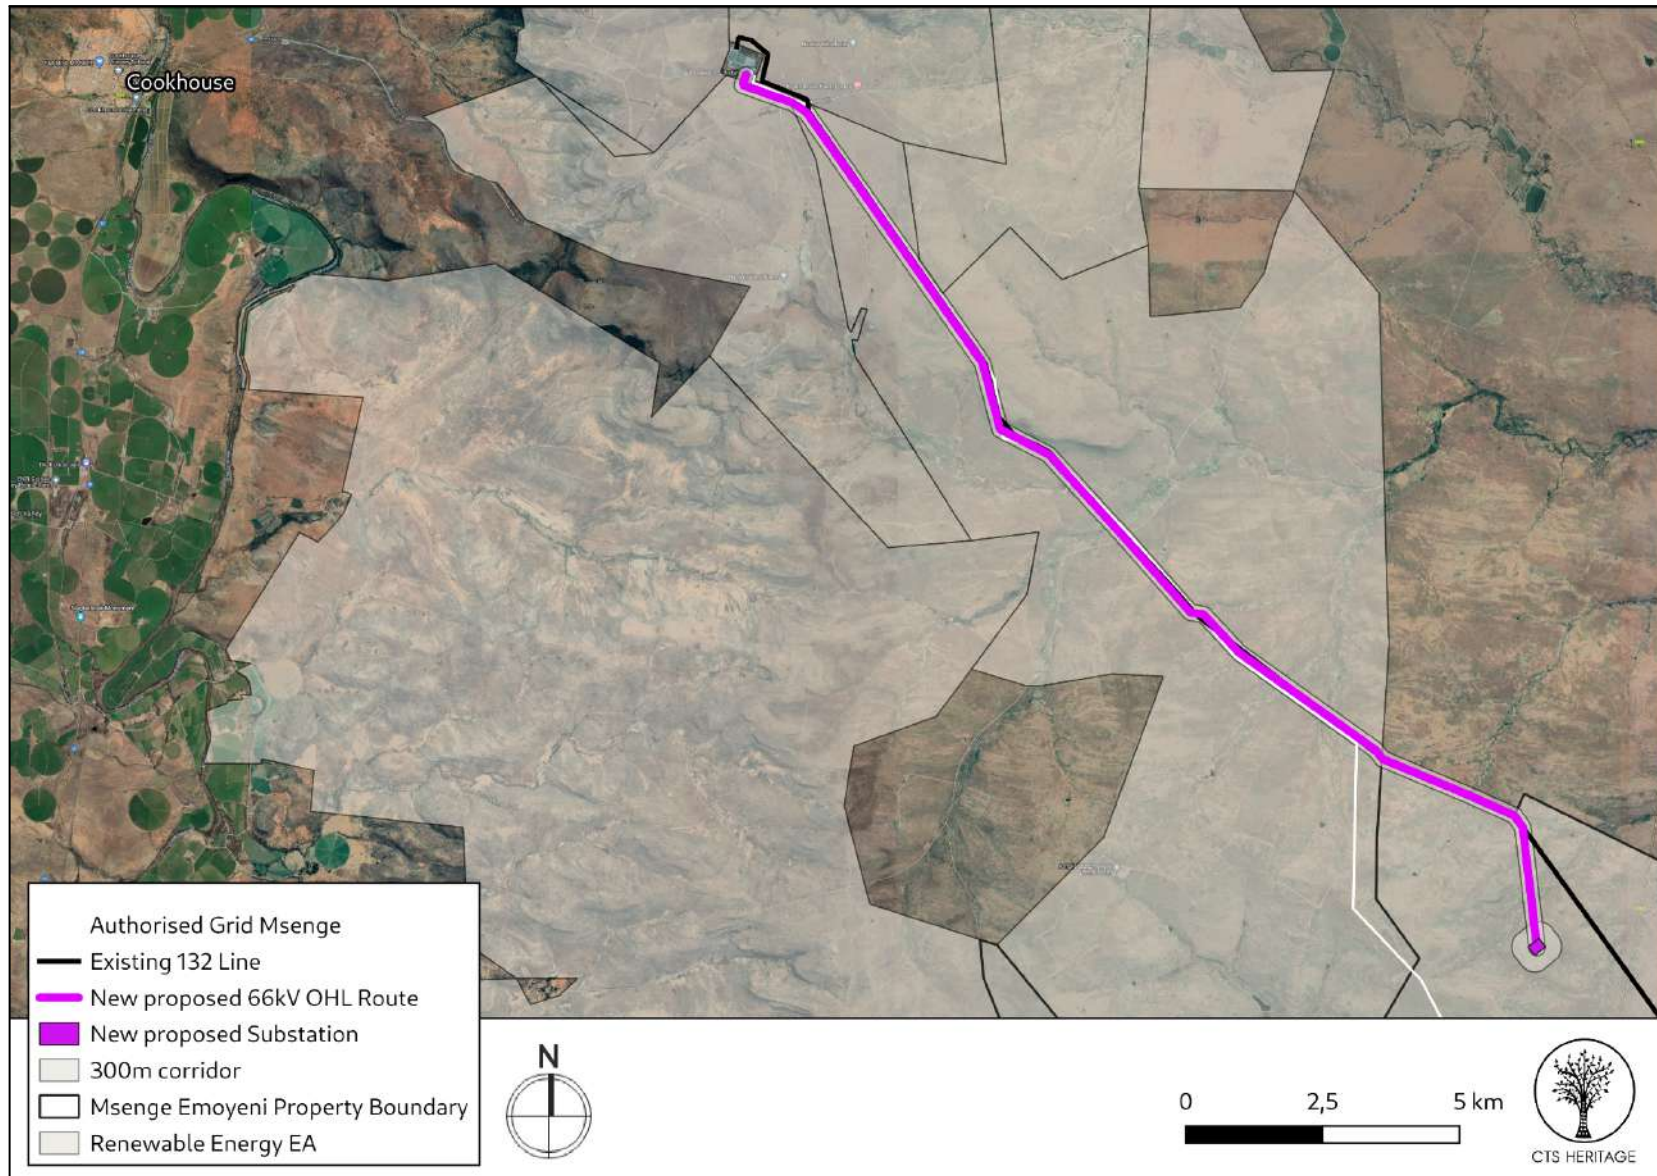 Cookhouse
Authorised Grid Msenge
Existing 132 Line
New proposed 66kV OHL Route
New proposed Substation
300m corridor
Msenge Emoyeni Property Boundary
Renewable Energy EA
N
0 2,5 5 km
CTS HERITAGE